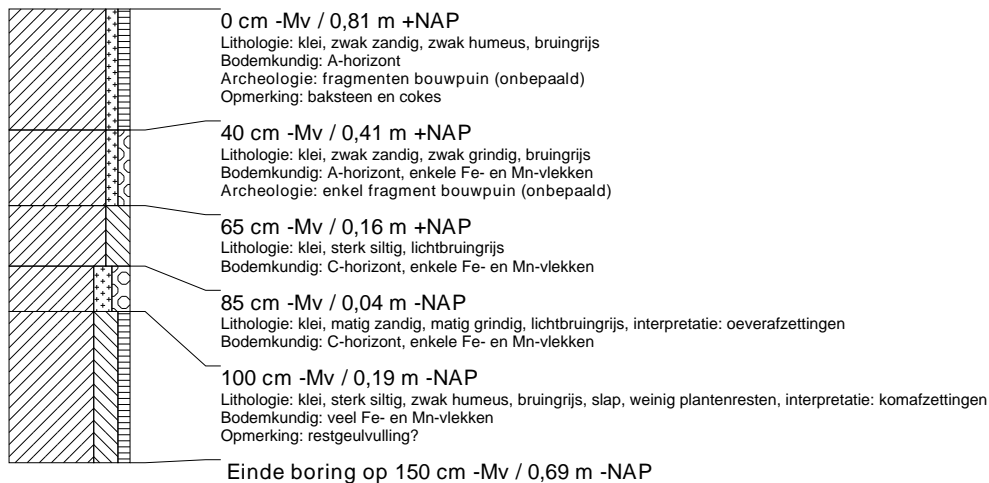 0 cm -Mv / 0,81 m +NAP
Lithologie: klei, zwak zandig, zwak humeus, bruingrijs
Bodemkundig: A-horizont
Archeologie: fragmenten bouwpuin (onbepaald)
Opmerking: baksteen en cokes
40 cm -Mv / 0,41 m +NAP
Lithologie: klei, zwak zandig, zwak grindig, bruingrijs
Bodemkundig: A-horizont, enkele Fe- en Mn-vlekken
Archeologie: enkel fragment bouwpuin (onbepaald)
65 cm -Mv / 0,16 m +NAP
Lithologie: klei, sterk siltig, lichtbruingrijs
Bodemkundig: C-horizont, enkele Fe- en Mn-vlekken
85 cm -Mv / 0,04 m -NAP
Lithologie: klei, matig zandig, matig grindig, lichtbruingrijs, interpretatie: oeverafzettingen
Bodemkundig: C-horizont, enkele Fe- en Mn-vlekken
100 cm -Mv / 0,19 m -NAP
Lithologie: klei, sterk siltig, zwak humeus, bruingrijs, slap, weinig plantenresten, interpretatie: komafzettingen
Bodemkundig: veel Fe- en Mn-vlekken
Opmerking: restgeulvulling?
Einde boring op 150 cm -Mv / 0,69 m -NAP